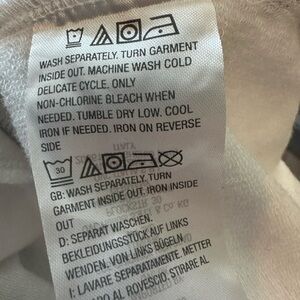 WASH SEPARATELY. TURN GARMENT
INSIDE OUT. MACHINE WASH COLD
DELICATE CYCLE. ONLY
NON-CHLORINE BLEACH WHEN
NEEDED. TUMBLE DRY LOW. COOL
IRON IF NEEDED. IRON ON REVERSE
SIDE
30
GB: WASH SEPARATELY. TURN
GARMENT INSIDE OUT. IRON INSIDE
OUT
D: SEPARAT WASCHEN.
BEKLEIDUNGSSTÜCK AUF LINKS
WENDEN. VON LINKS BÜGELN.
I: LAVARE SEPARATAMENTE. METTER
AL ROVESCIO. STIRARE AL